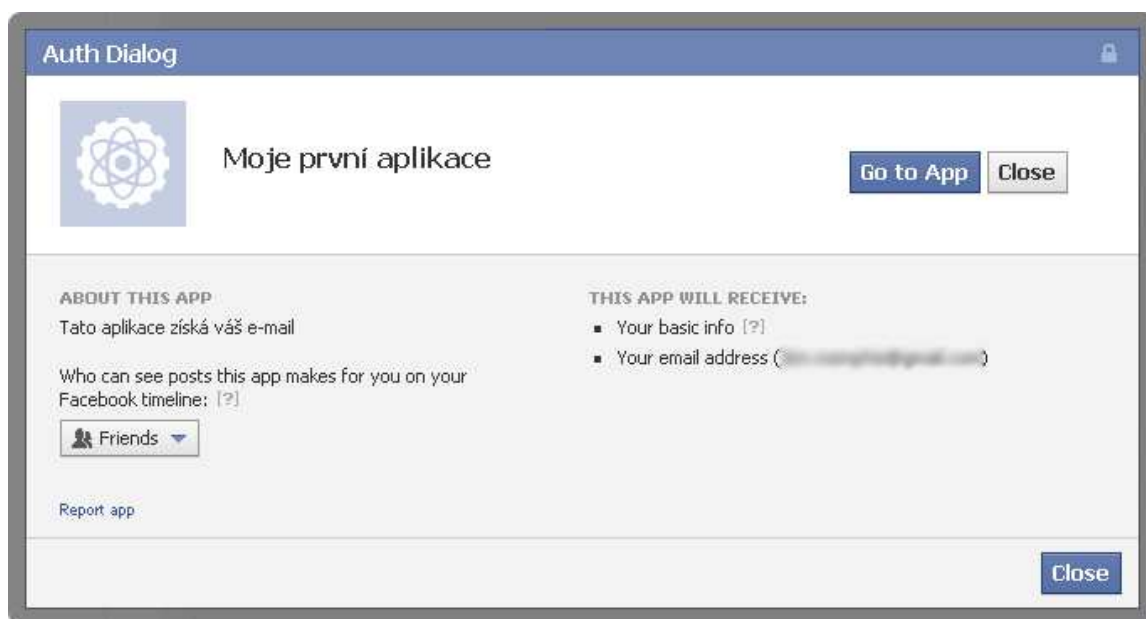 Auth Dialog
Moje první aplikace
Go to App
Close
ABOUT THIS APP
Tato aplikace získá váš e-mail
Who can see posts this app makes for you on your
Facebook timeline: [?]
Friends
Report app
THIS APP WILL RECEIVE:
Your basic info [?]
Your email address ( )
Close